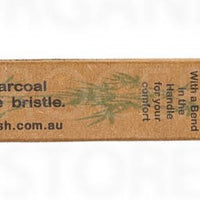 arcoal
e bristle.
sh.com.au
With a Bend
In the
Handle
for your
comfort